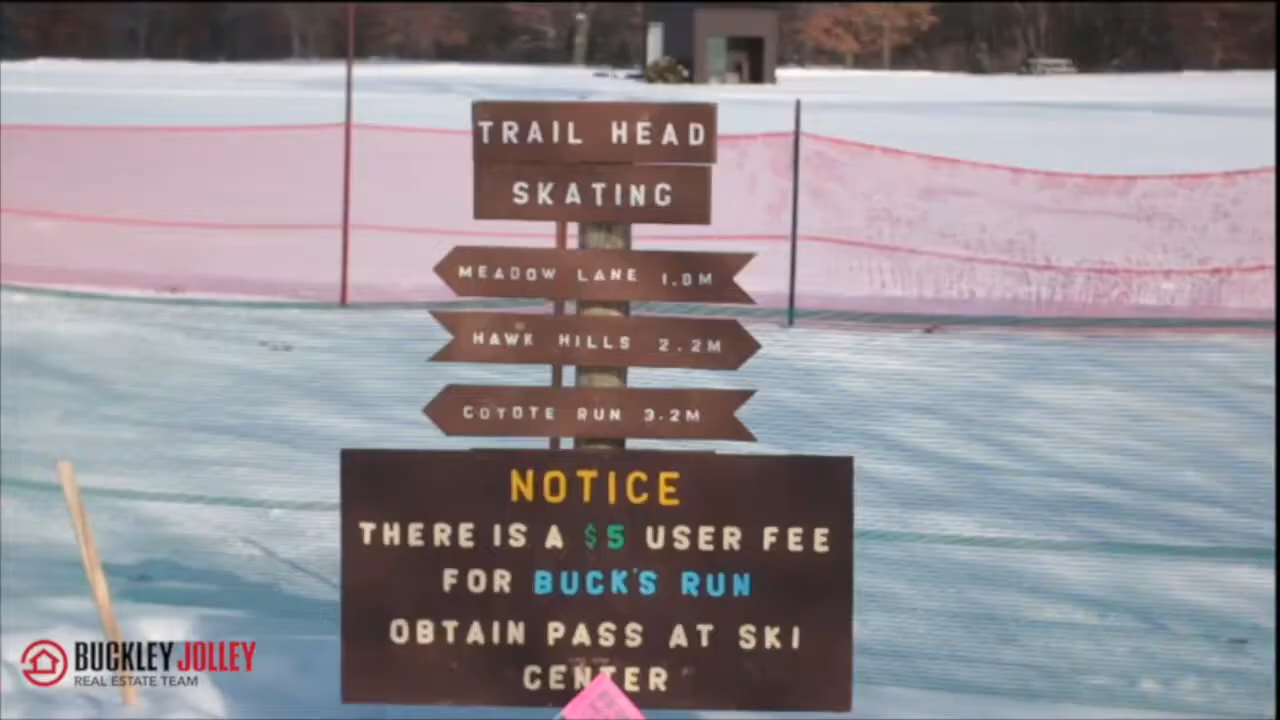 TRAIL HEAD
SKATING
MEADOW LANE 1.0M
HAWK HILLS 2.2M
COYOTE RUN 3.2M
NOTICE
THERE IS A $5 USER FEE
FOR BUCK'S RUN
OBTAIN PASS AT SKI
CENTER
BUCKLEY JOLLEY
REAL ESTATE TEAM